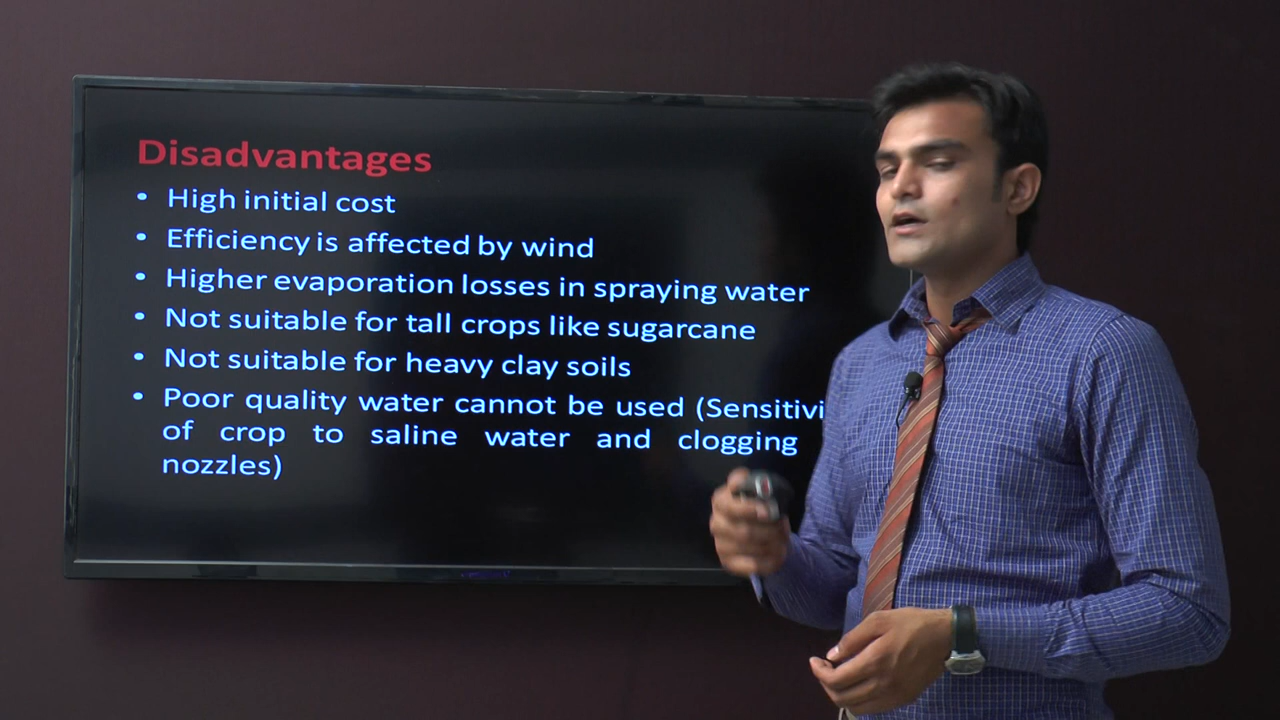 Disadvantages
• High initial cost
• Efficiency is affected by wind
• Higher evaporation losses in spraying water
• Not suitable for tall crops like sugarcane
• Not suitable for heavy clay soils
• Poor quality water cannot be used (Sensitivi
of crop to saline water and clogging
nozzles)